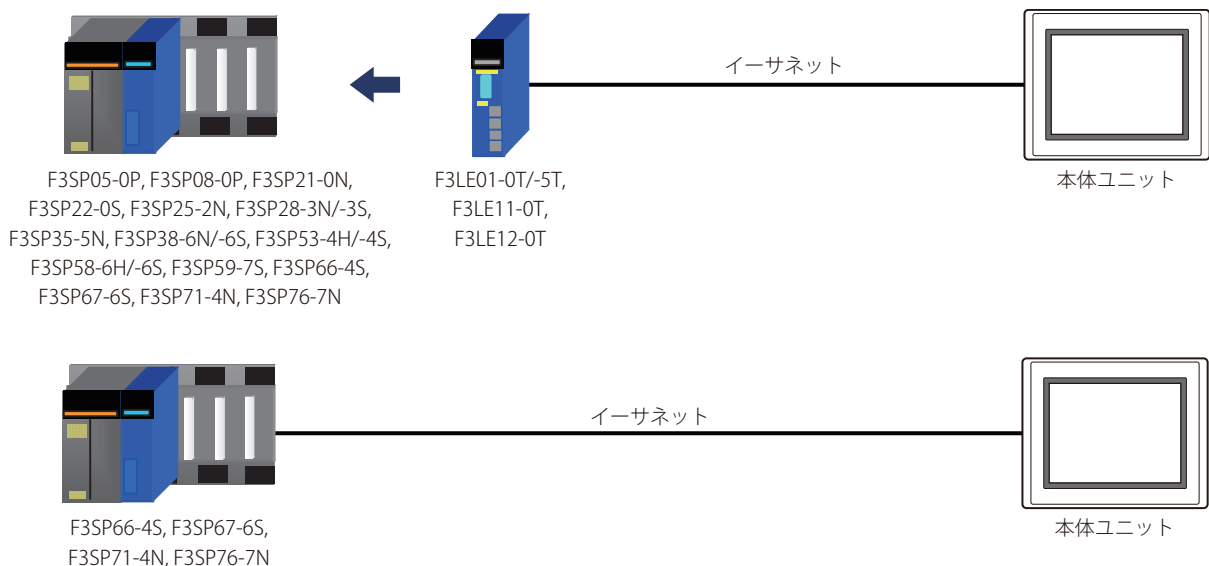 イーサネット
本体ユニット
F3SP05-0P, F3SP08-0P, F3SP21-0N,
F3SP22-0S, F3SP25-2N, F3SP28-3N/-3S,
F3SP35-5N, F3SP38-6N/-6S, F3SP53-4H/-4S,
F3SP58-6H/-6S, F3SP59-7S, F3SP66-4S,
F3SP67-6S, F3SP71-4N, F3SP76-7N
F3LE01-0T/-5T,
F3LE11-0T,
F3LE12-0T
イーサネット
本体ユニット
F3SP66-4S, F3SP67-6S,
F3SP71-4N, F3SP76-7N